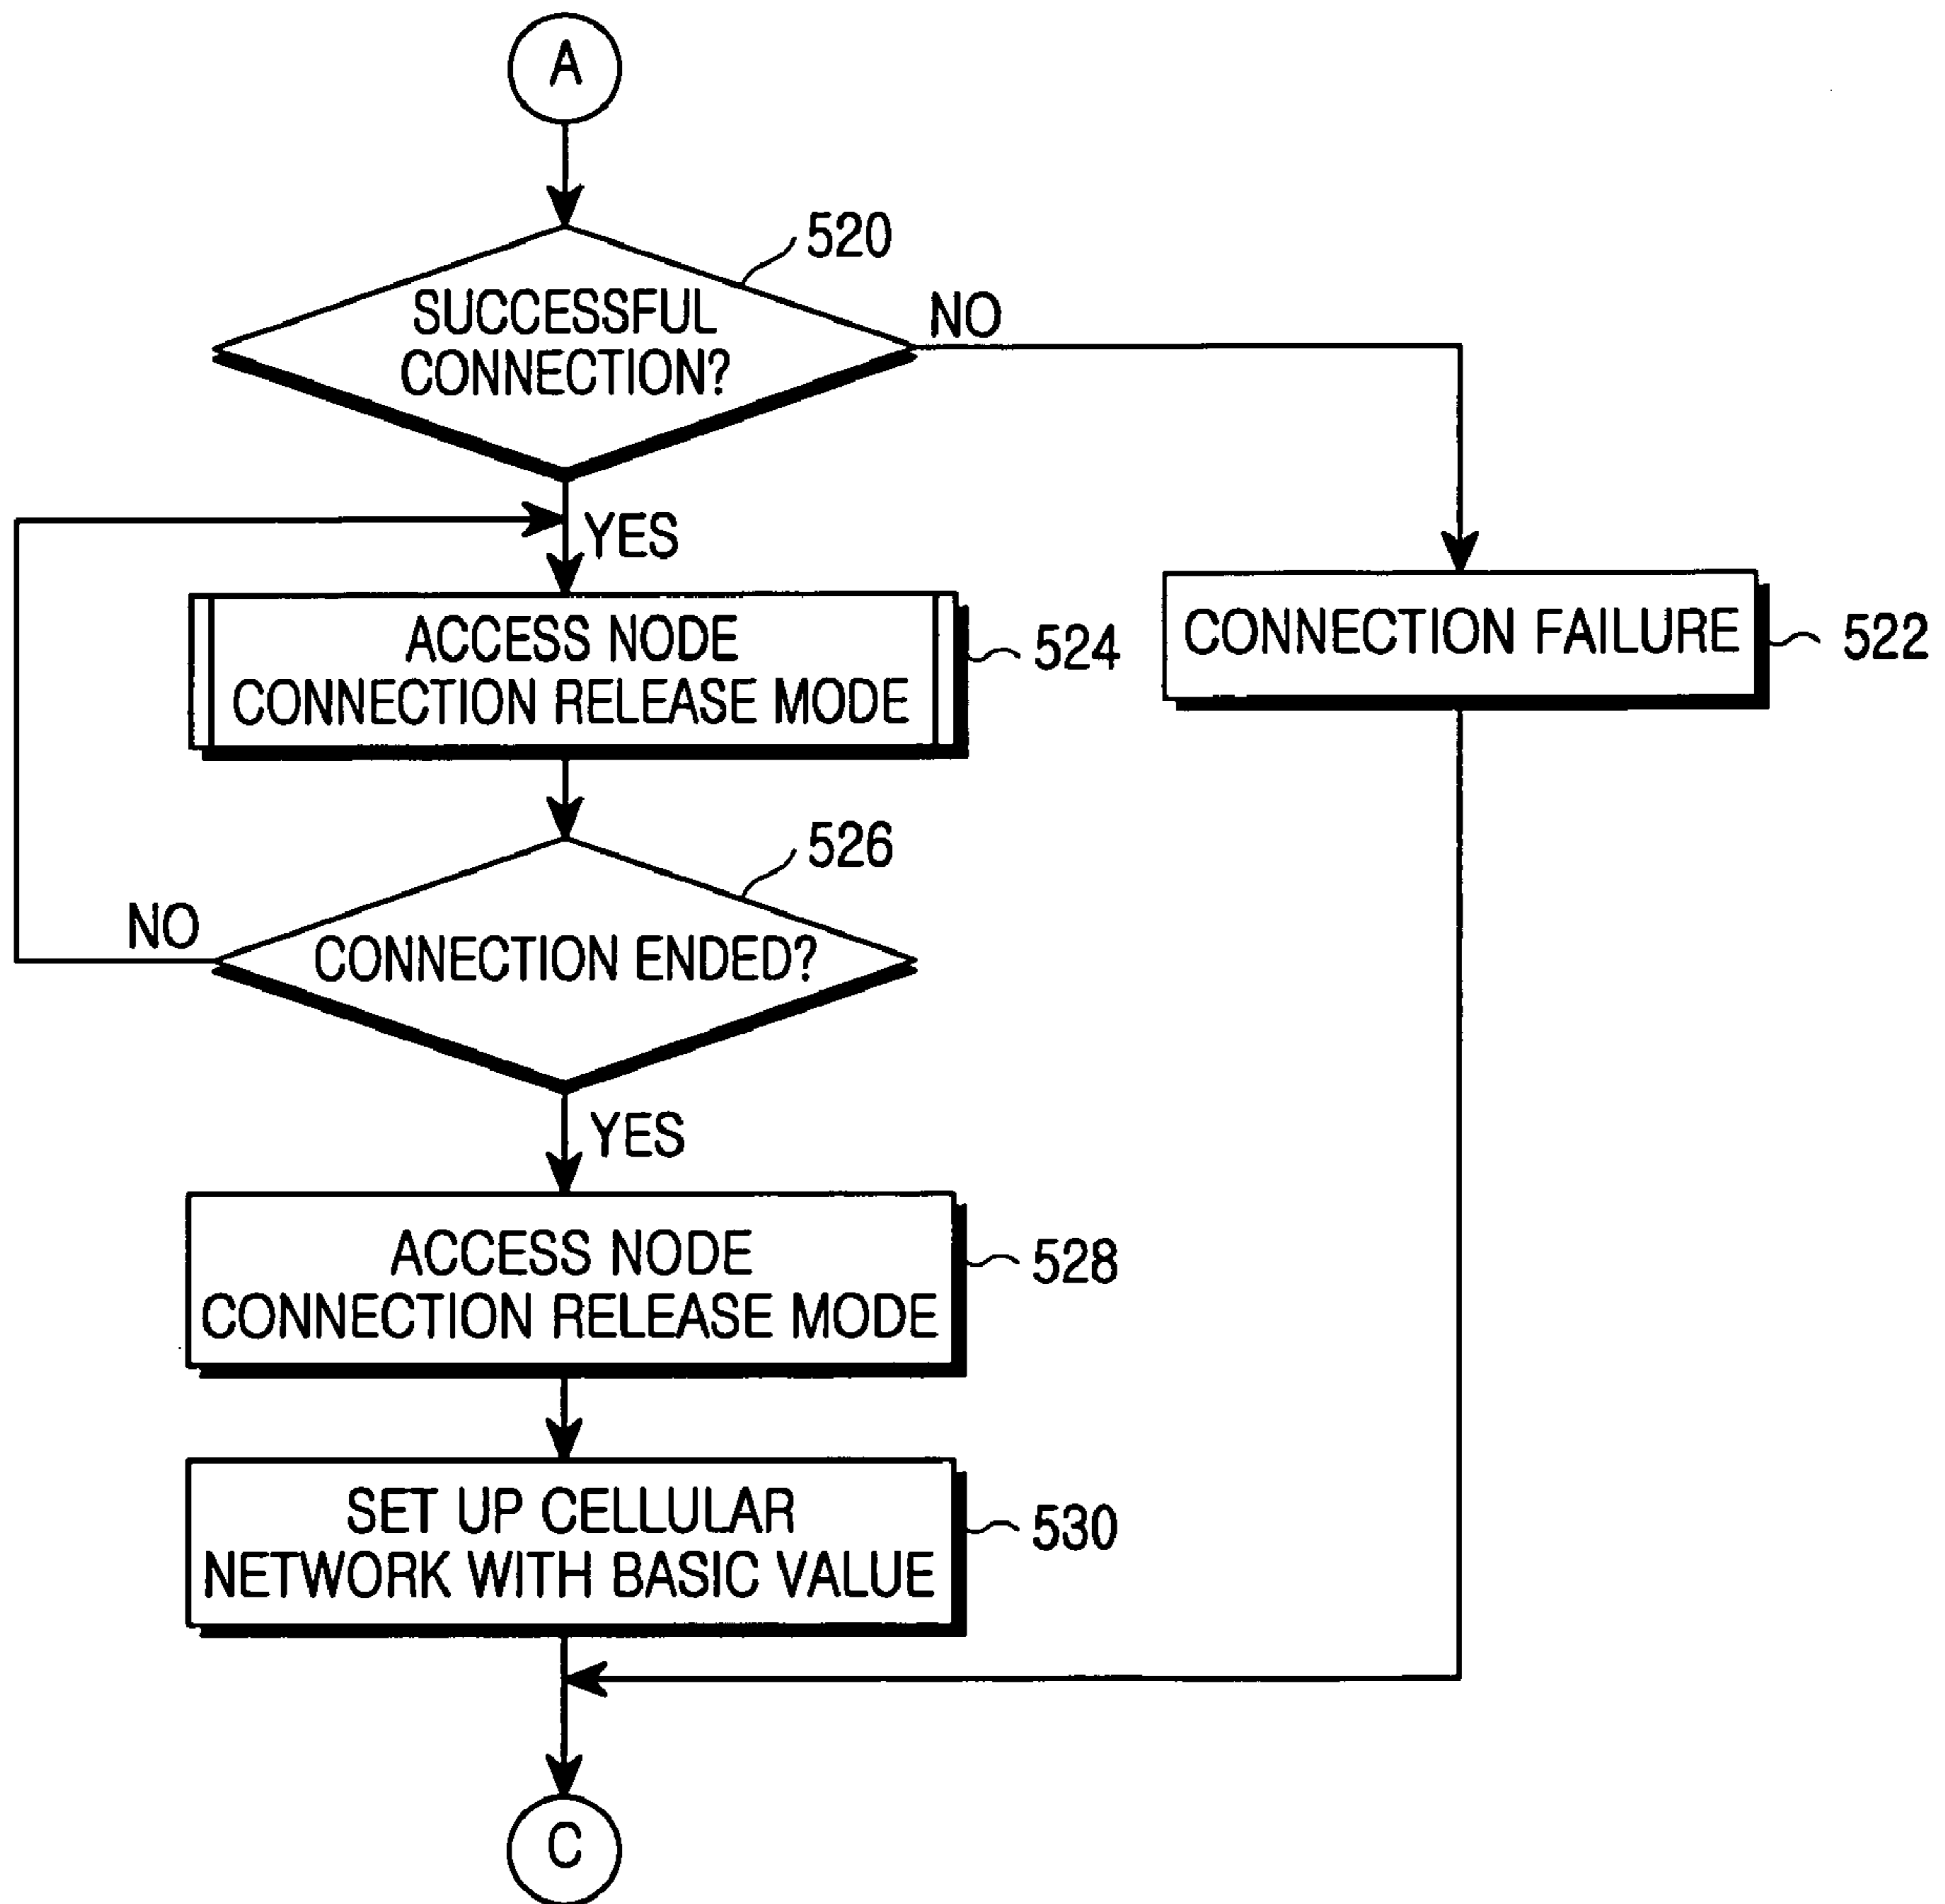 A
520
SUCCESSFUL
CONNECTION?
NO
YES
ACCESS NODE
CONNECTION RELEASE MODE
524
CONNECTION FAILURE
522
526
NO
CONNECTION ENDED?
YES
ACCESS NODE
CONNECTION RELEASE MODE
528
SET UP CELLULAR
NETWORK WITH BASIC VALUE
530
C